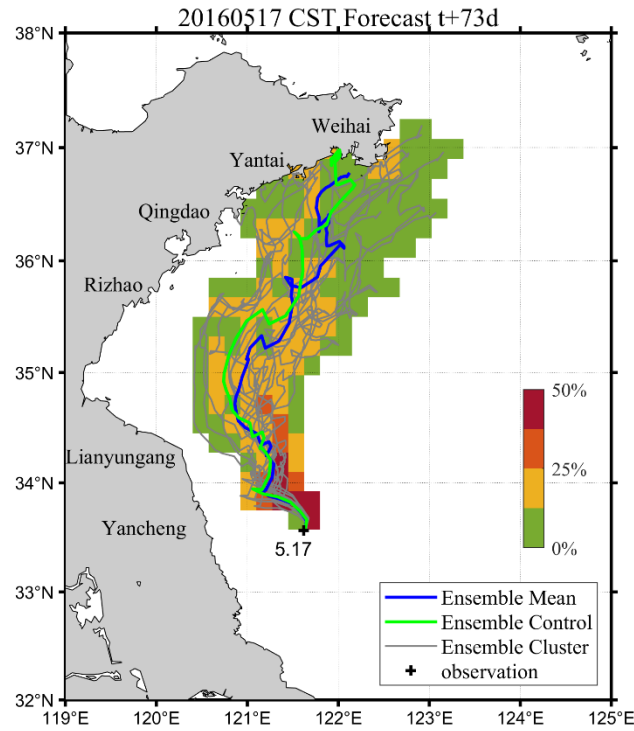 20160517 CST Forecast t+73d
38°N
37°N
36°N
35°N
34°N
33°N
32°N
Weihai
Yantai
Qingdao
Rizhao
Lianyungang
Yancheng
5.17
50%
25%
0%
Ensemble Mean
Ensemble Control
Ensemble Cluster
observation
119°E 120°E 121°E 122°E 123°E 124°E 125°E